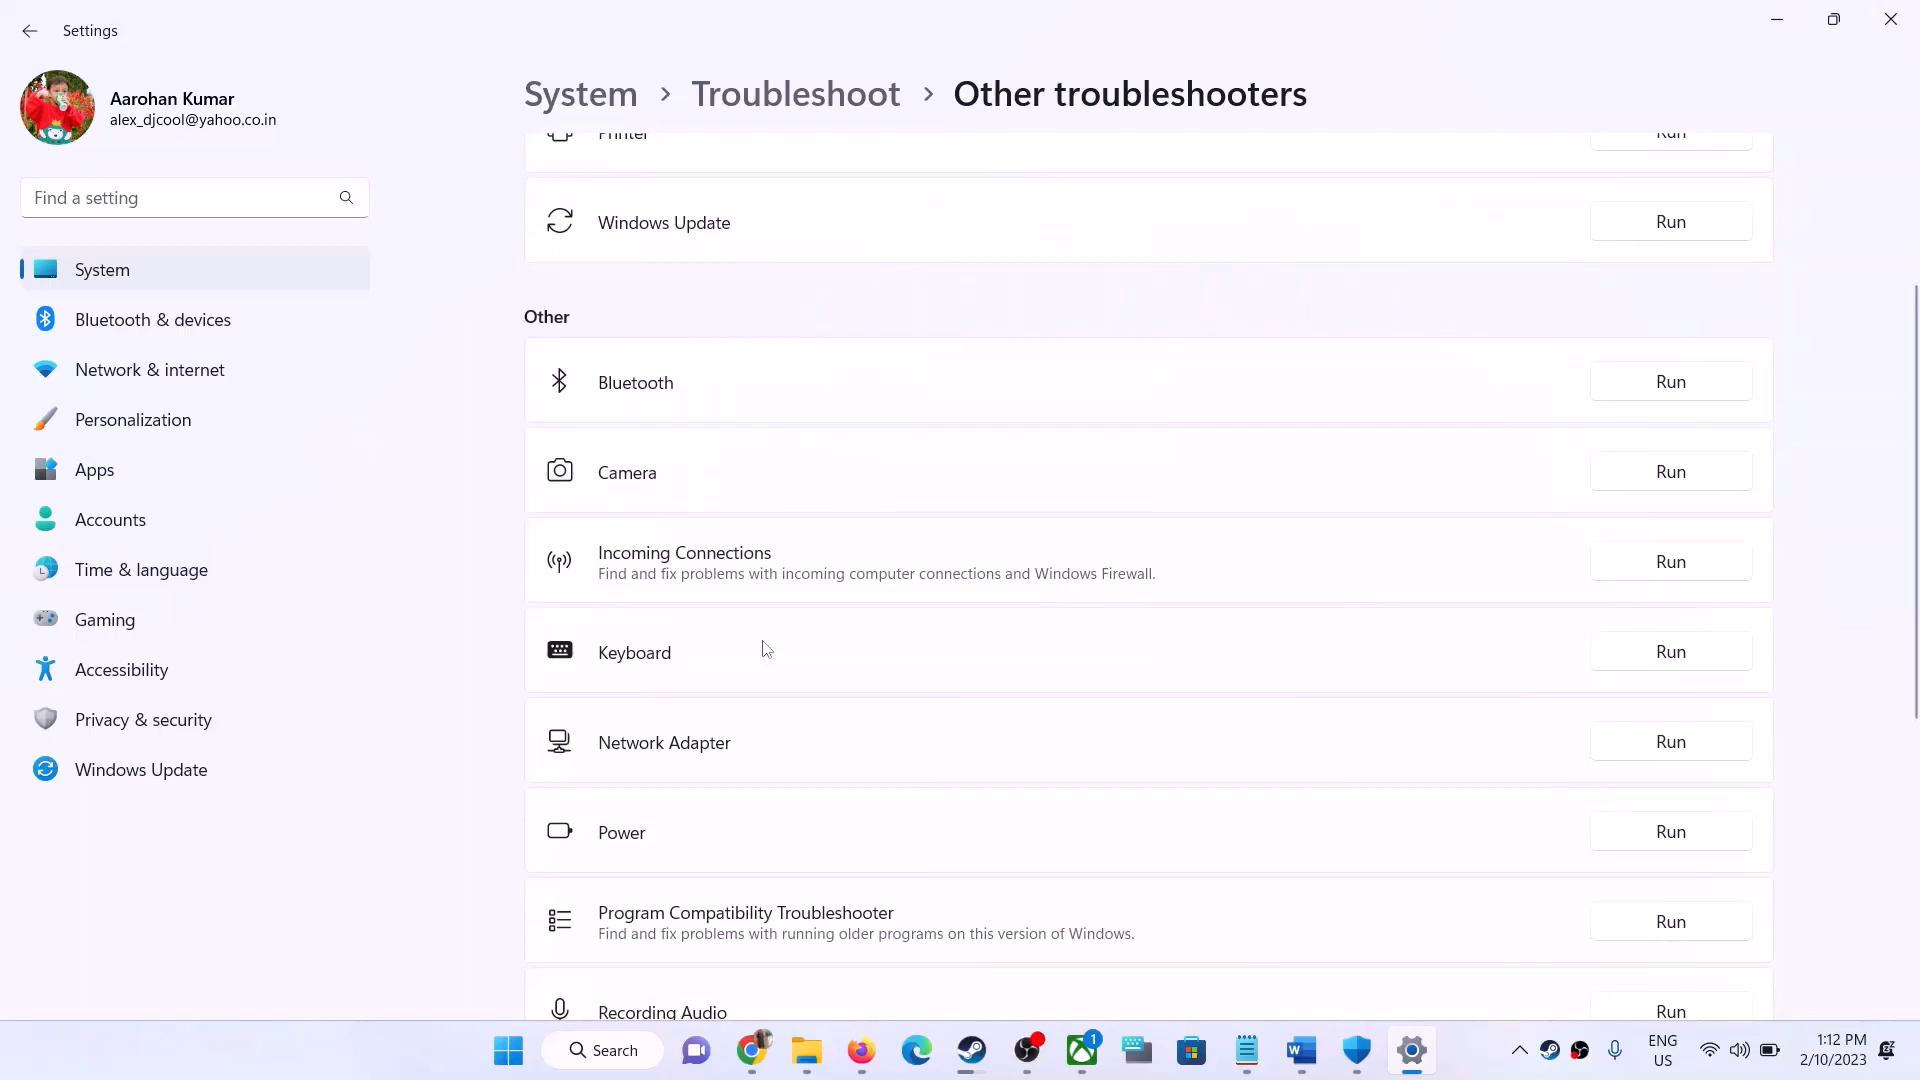 Settings
Aarohan Kumar
alex_djcool@yahoo.co.in
Find a setting
System
Bluetooth & devices
Network & internet
Personalization
Apps
Accounts
Time & language
Gaming
Accessibility
Privacy & security
Windows Update
System > Troubleshoot > Other troubleshooters
Printer Run
Windows Update Run
Other
Bluetooth Run
Camera Run
Incoming Connections
Find and fix problems with incoming computer connections and Windows Firewall.
Run
Keyboard Run
Network Adapter Run
Power Run
Program Compatibility Troubleshooter
Find and fix problems with running older programs on this version of Windows.
Run
Recording Audio Run
Search
1
ENG
US
1:12 PM
2/10/2023